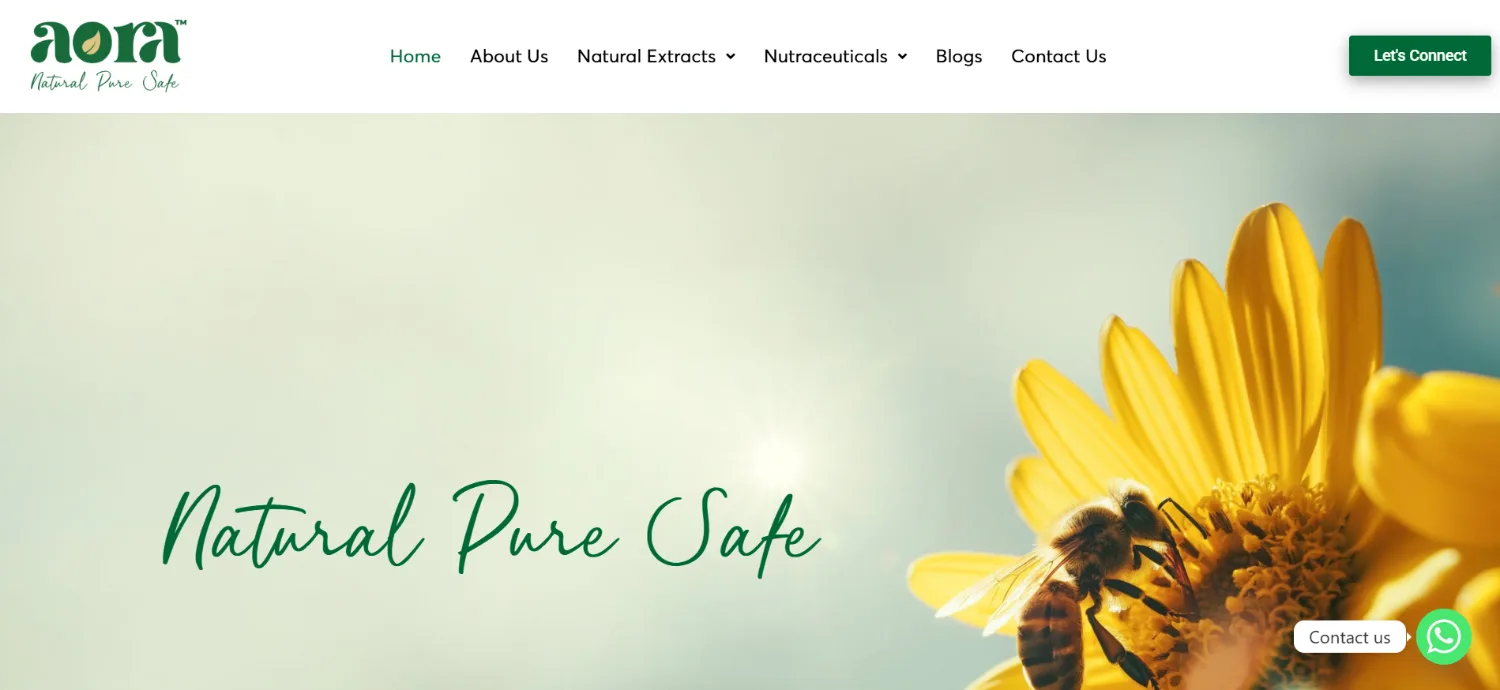 aora™
Natural Pure Safe
Home About Us Natural Extracts Nutraceuticals Blogs Contact Us
Let's Connect
Natural Pure Safe
Contact us